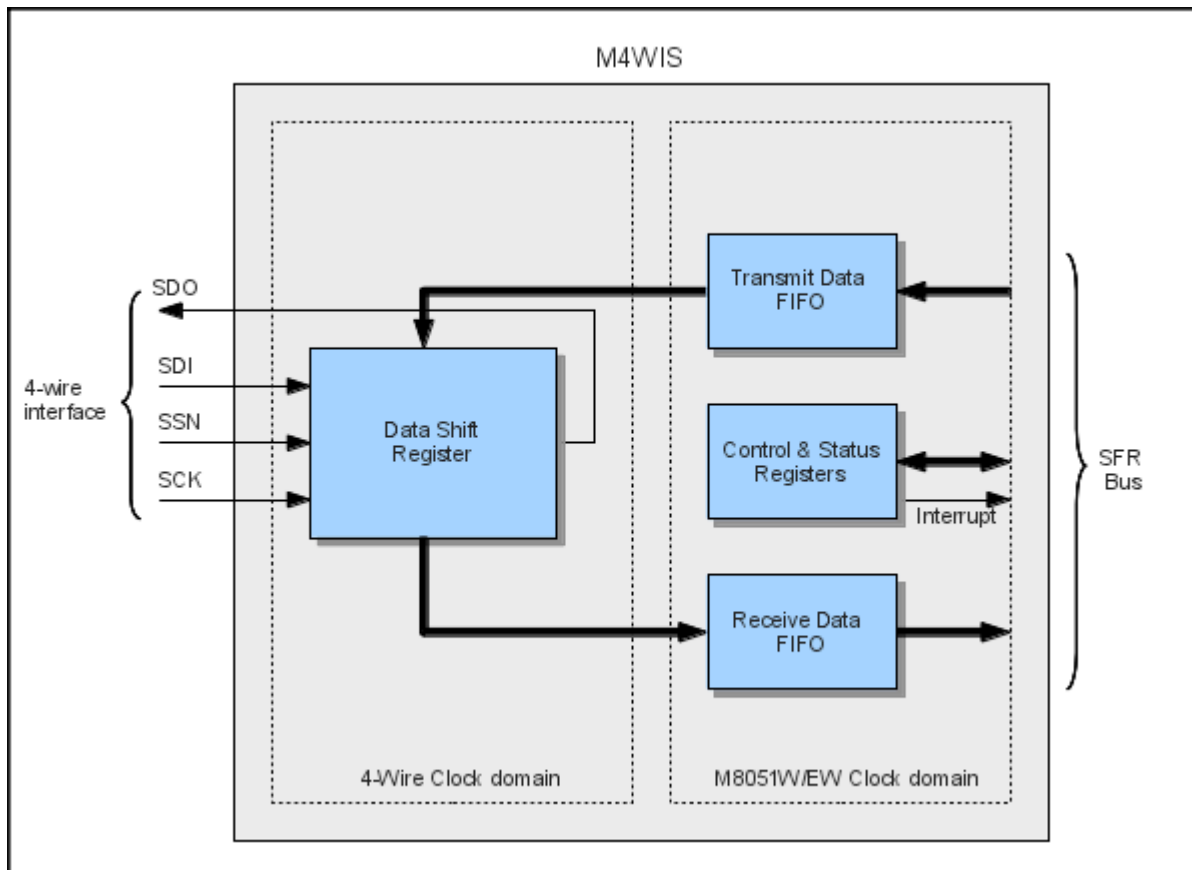 M4WIS
Transmit Data
FIFO
SDO
SDI
4-wire
interface
SSN
SCK
Data Shift
Register
Control & Status
Registers
Interrupt
SFR
Bus
Receive Data
FIFO
4-Wire Clock domain
M8051W/EW Clock domain